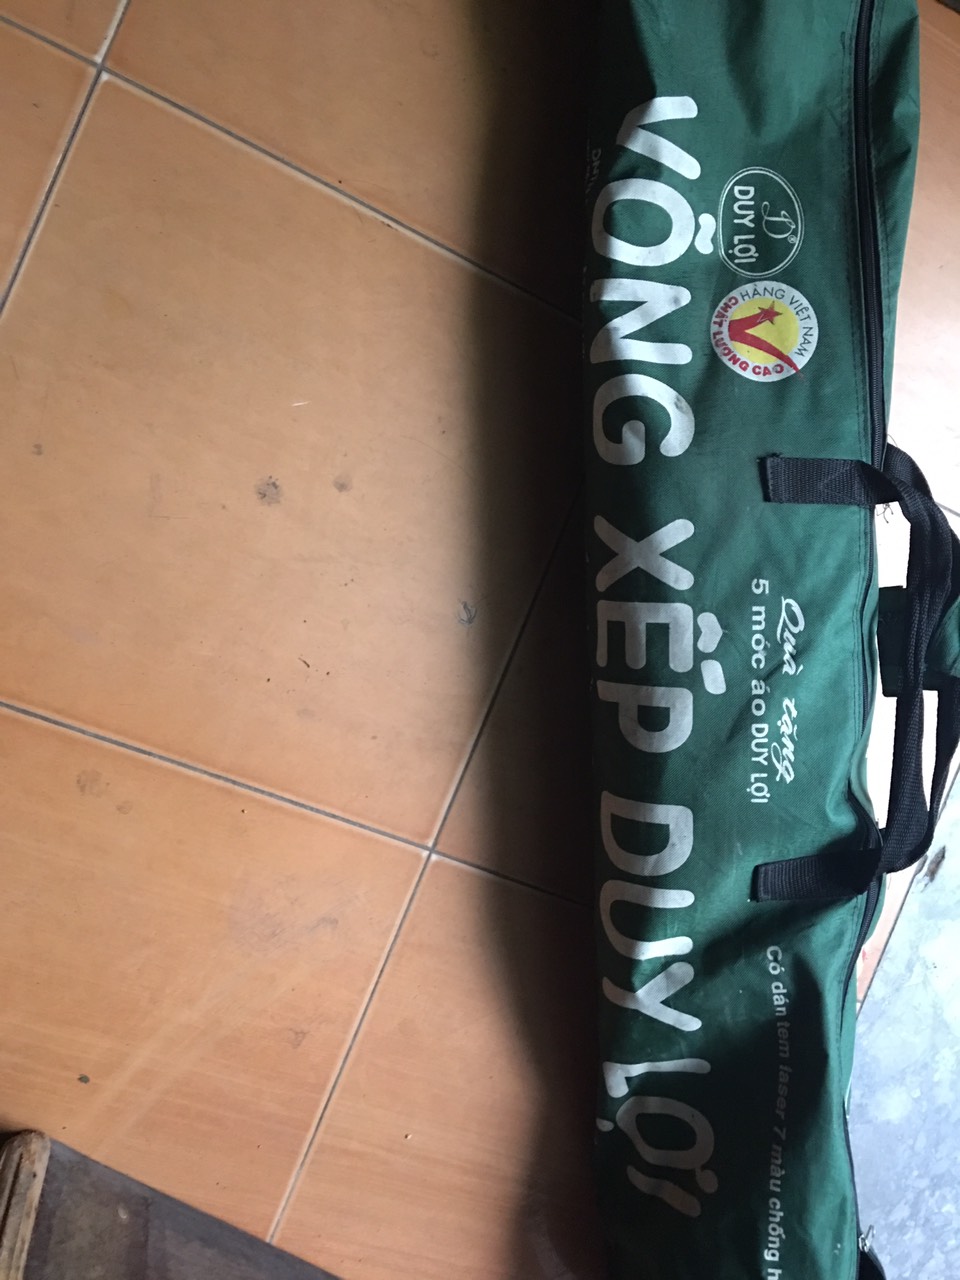 DUY LỢI
HÀNG VIỆT NAM
CHẤT LƯỢNG CAO
VÕNG XẾP DUY LỢI
Quà tặng
5 móc áo DUY LỢI
Có dán tem laser 7 màu chống